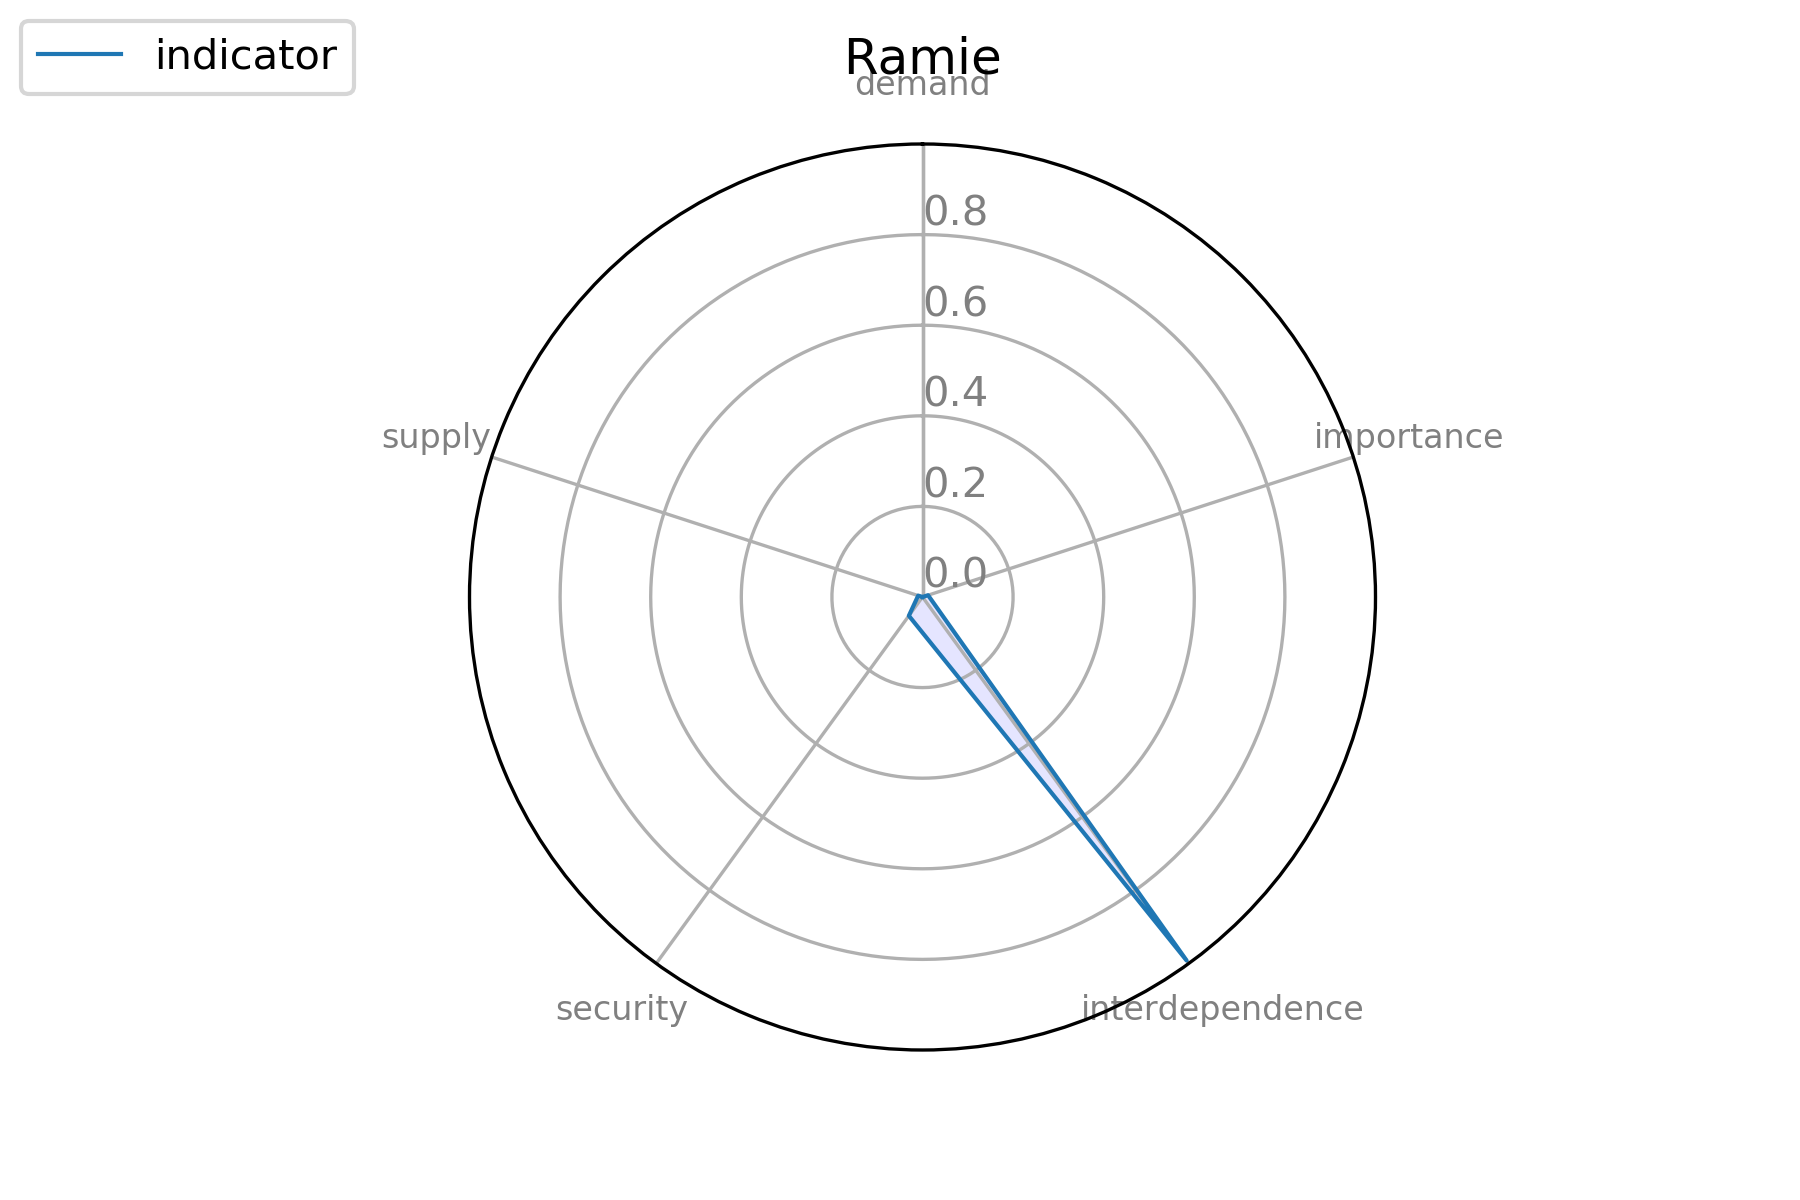 indicator
Ramie
demand
0.8
0.6
0.4
supply
importance
0.2
0.0
security
interdependence